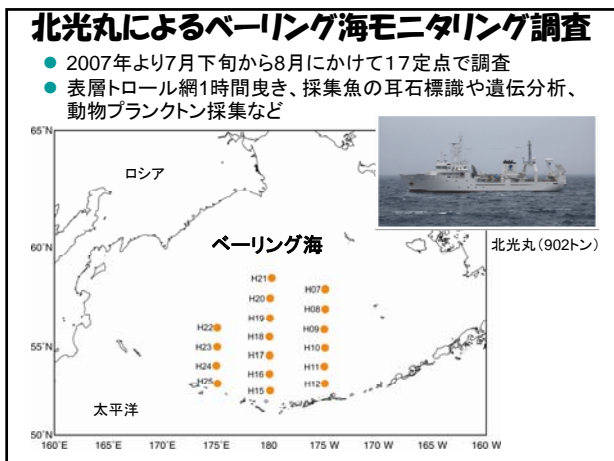 北光丸によるベーリング海モニタリング調査
2007年より7月下旬から8月にかけて17定点で調査
表層トロール網1時間曳き、採集魚の耳石標識や遺伝分析、
動物プランクトン採集など
65°N
ロシア
60°N
ベーリング海
北光丸(902トン)
H21
H07
H20
H08
H19
H22
H09
H18
55°N
H23
H10
H17
H24
H11
H16
H25
H12
H15
太平洋
50°N
160°E
165°E
170°E
175°E
180
175°W
170°W
165°W
160°W